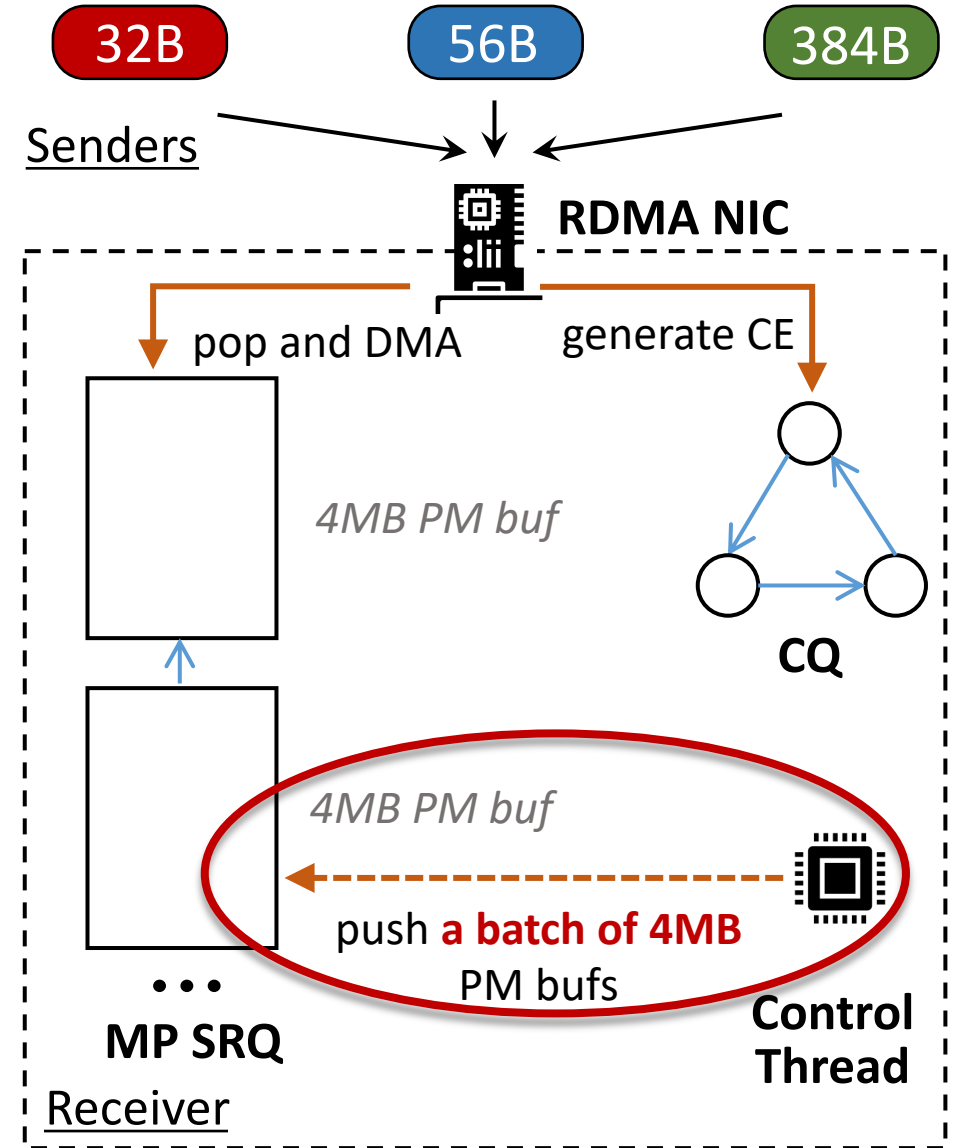 32B
56B
384B
Senders
RDMA NIC
pop and DMA
generate CE
4MB PM buf
CQ
4MB PM buf
push a batch of 4MB
PM bufs
•••
MP SRQ
Control
Thread
Receiver